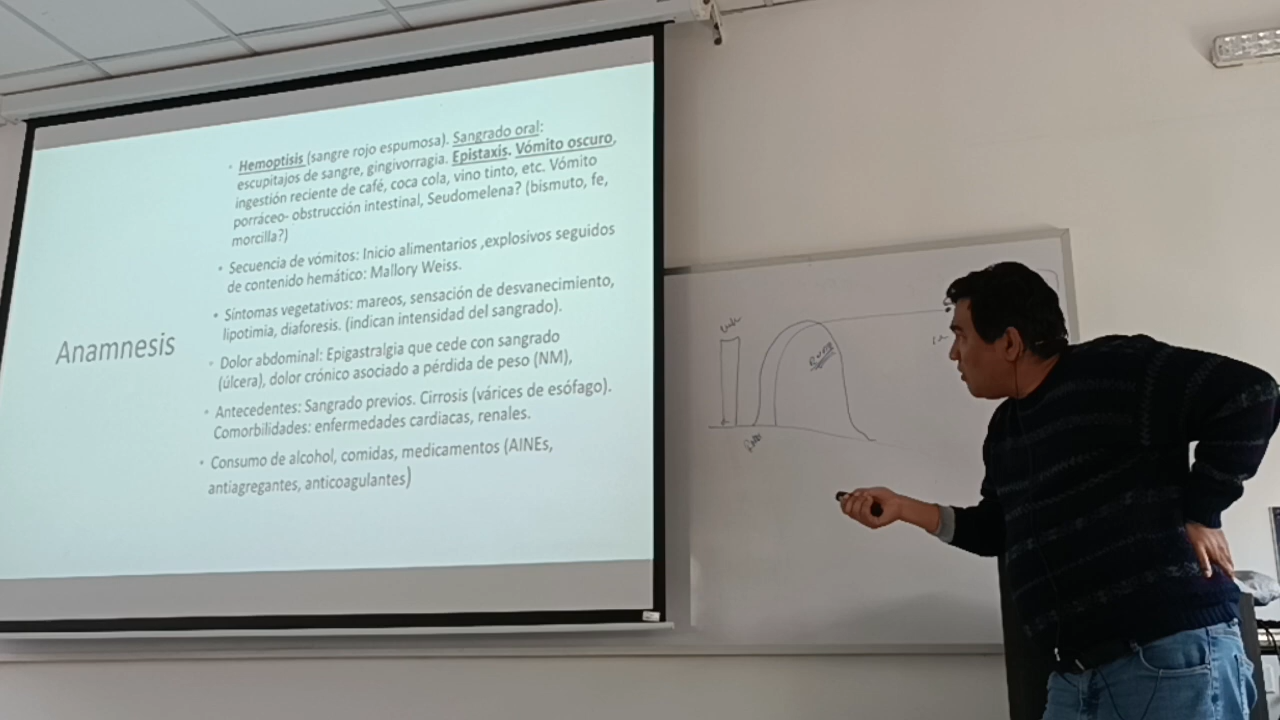 Anamnesis
• Hemoptisis (sangre rojo espumosa). Sangrado oral:
escupitajos de sangre, gingivorragia. Epistaxis. Vómito oscuro,
ingestión reciente de café, coca cola, vino tinto, etc. Vómito
porráceo- obstrucción intestinal, Seudomelena? (bismuto, fe,
morcilla?)
• Secuencia de vómitos: Inicio alimentarios ,explosivos seguidos
de contenido hemático: Mallory Weiss.
• Síntomas vegetativos: mareos, sensación de desvanecimiento,
lipotimia, diaforesis. (indican intensidad del sangrado).
• Dolor abdominal: Epigastralgia que cede con sangrado
(úlcera), dolor crónico asociado a pérdida de peso (NM),
• Antecedentes: Sangrado previos. Cirrosis (várices de esófago).
Comorbilidades: enfermedades cardiacas, renales.
• Consumo de alcohol, comidas, medicamentos (AINEs,
antiagregantes, anticoagulantes)